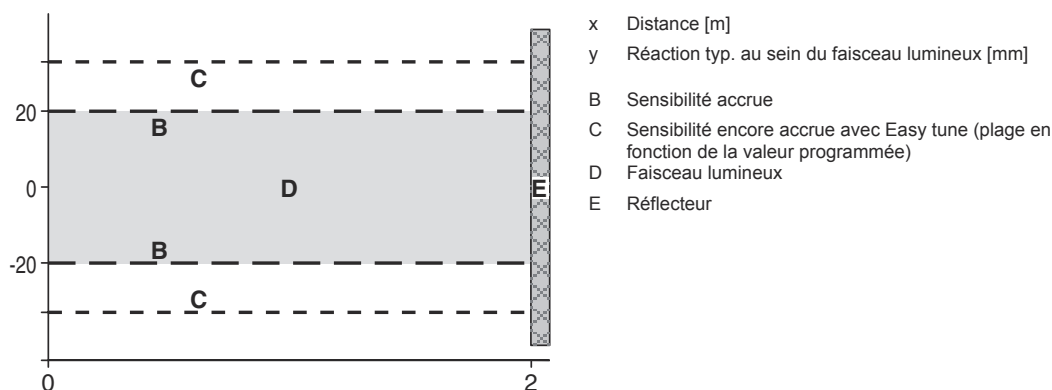 C
20
B
0
D
E
B
-20
C
0
2
x Distance [m]
y Réaction typ. au sein du faisceau lumineux [mm]
B Sensibilité accrue
C Sensibilité encore accrue avec Easy tune (plage en
fonction de la valeur programmée)
D Faisceau lumineux
E Réflecteur